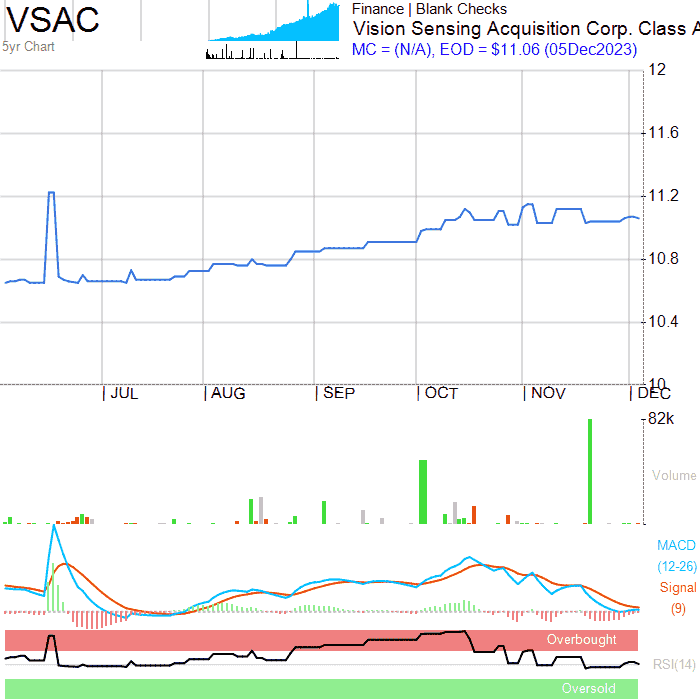 VSAC
5yr Chart
Finance | Blank Checks
Vision Sensing Acquisition Corp. Class A
MC = (N/A), EOD = $11.06 (05Dec2023)
12
11.6
11.2
10.8
10.4
10
| JUL | AUG | SEP | OCT | NOV | DEC
82k
Volume
MACD
(12-26)
Signal
(9)
Overbought
RSI(14)
Oversold